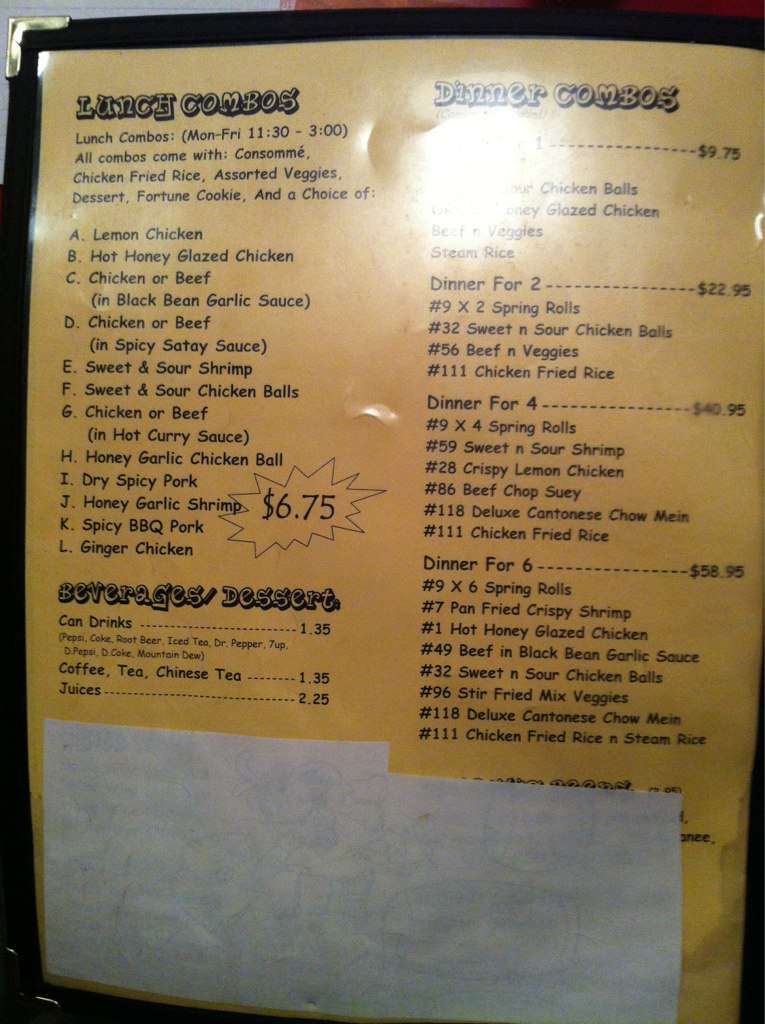 Lunch Combos
Lunch Combos: (Mon-Fri 11:30 - 3:00)
All combos come with: Consommé,
Chicken Fried Rice, Assorted Veggies,
Dessert, Fortune Cookie, And a Choice of:
A. Lemon Chicken
B. Hot Honey Glazed Chicken
C. Chicken or Beef
(in Black Bean Garlic Sauce)
D. Chicken or Beef
(in Spicy Satay Sauce)
E. Sweet & Sour Shrimp
F. Sweet & Sour Chicken Balls
G. Chicken or Beef
(in Hot Curry Sauce)
H. Honey Garlic Chicken Ball
I. Dry Spicy Pork
J. Honey Garlic Shrimp
K. Spicy BBQ Pork
L. Ginger Chicken
$6.75
Beverages/ Dessert
Can Drinks ---------------------- 1.35
(Pepsi, Coke, Root Beer, Iced Tea, Dr. Pepper, 7up,
D.Pepsi, D.Coke, Mountain Dew)
Coffee, Tea, Chinese Tea -------- 1.35
Juices --------------------------- 2.25
Dinner Combos
1 --------------------$9.75
Chicken Balls
Glazed Chicken
Beef n Veggies
Steam Rice
Dinner For 2 --------------------$22.95
#9 X 2 Spring Rolls
#32 Sweet n Sour Chicken Balls
#56 Beef n Veggies
#111 Chicken Fried Rice
Dinner For 4 --------------------$40.95
#9 X 4 Spring Rolls
#59 Sweet n Sour Shrimp
#28 Crispy Lemon Chicken
#86 Beef Chop Suey
#118 Deluxe Cantonese Chow Mein
#111 Chicken Fried Rice
Dinner For 6 --------------------$58.95
#9 X 6 Spring Rolls
#7 Pan Fried Crispy Shrimp
#1 Hot Honey Glazed Chicken
#49 Beef in Black Bean Garlic Sauce
#32 Sweet n Sour Chicken Balls
#96 Stir Fried Mix Veggies
#118 Deluxe Cantonese Chow Mein
#111 Chicken Fried Rice n Steam Rice